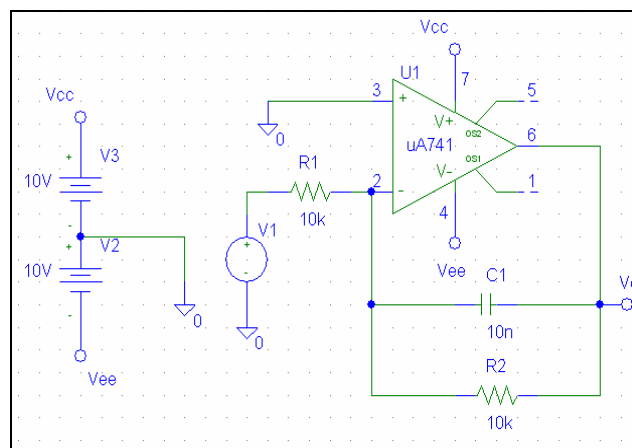 Vcc
Vcc
U1
7
5
3
+
V+
OS2
0
uA741
6
OS1
V-
R1
2
-
1
10k
4
Vee
V1
+
-
0
+
V3
10V
-
+
V2
10V
-
0
Vee
C1
10n
R2
10k